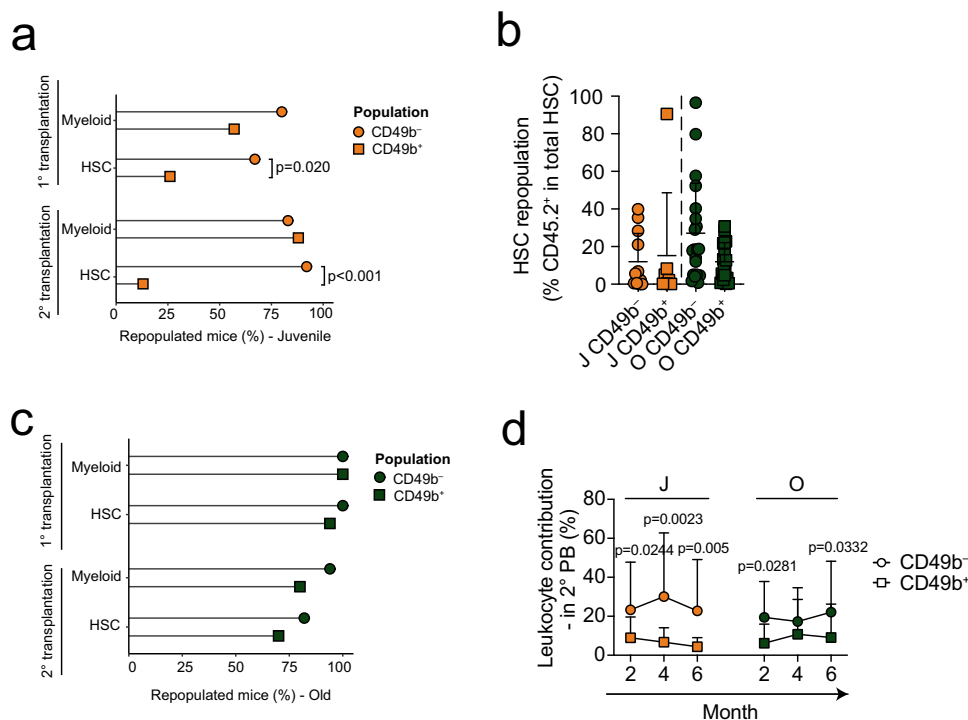 a
1° transplantation
Myeloid
HSC
p=0.020
2° transplantation
Myeloid
HSC
p<0.001
0 25 50 75 100
Repopulated mice (%) - Juvenile
Population
CD49b⁻
CD49b⁺
b
HSC repopulation
(% CD45.2⁺ in total HSC)
100
80
60
40
20
0
J CD49b⁻
J CD49b⁺
O CD49b⁻
O CD49b⁺
c
1° transplantation
Myeloid
HSC
2° transplantation
Myeloid
HSC
0 25 50 75 100
Repopulated mice (%) - Old
Population
CD49b⁻
CD49b⁺
d
Leukocyte contribution
- in 2° PB (%)
J O
80
60
40
20
0
p=0.0244
p=0.0023
p=0.005
p=0.0281
p=0.0332
CD49b⁻
CD49b⁺
2 4 6 2 4 6
Month